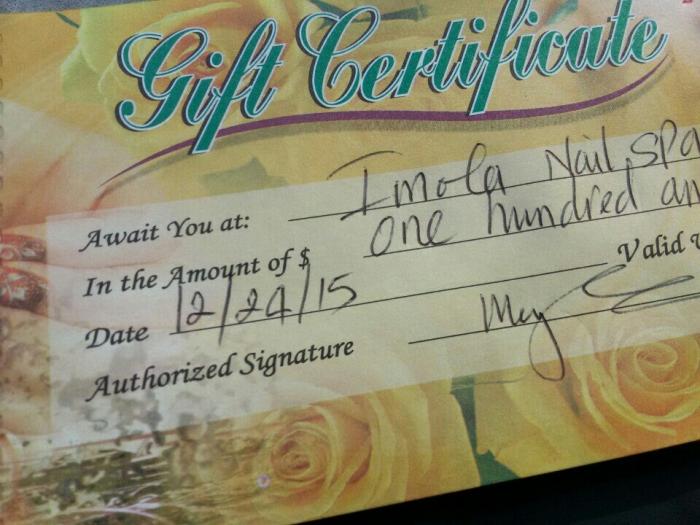 Gift Certificate
Await You at: Imola Nail Spa
In the Amount of $ one hundred an
Date 12/24/15 Valid
Authorized Signature